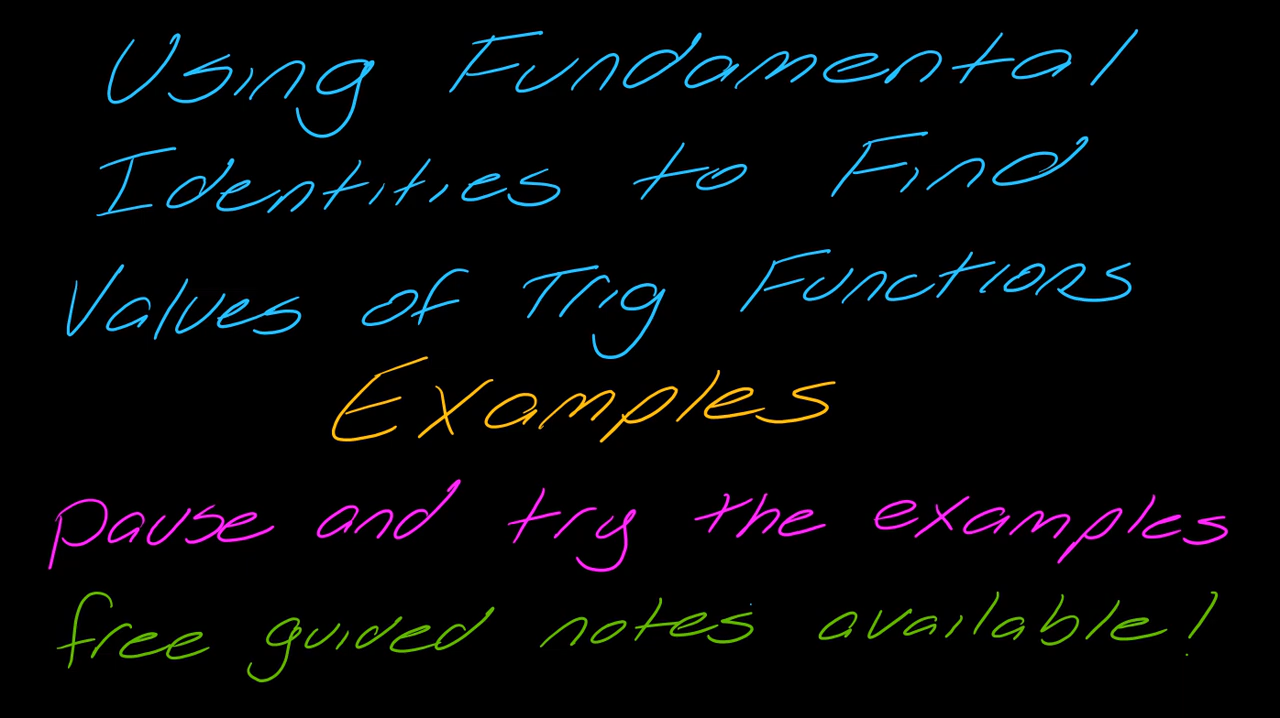 Using Fundamental
Identities to Find
Values of Trig Functions
Examples
pause and try the examples
free guided notes available!